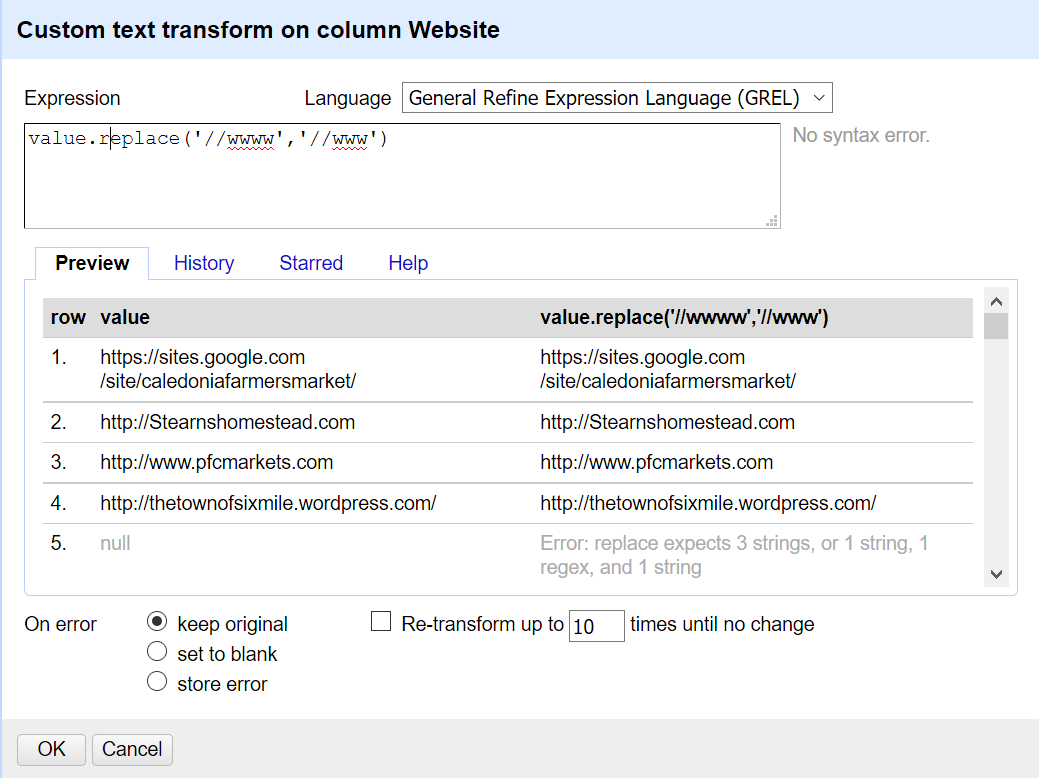 Custom text transform on column Website
Expression
Language General Refine Expression Language (GREL)
value.replace('//wwww','//www')
No syntax error.
Preview History Starred Help
row value value.replace('//wwww','//www')
1. https://sites.google.com https://sites.google.com
/site/caledoniafarmersmarket/ /site/caledoniafarmersmarket/
2. http://Stearnshomestead.com http://Stearnshomestead.com
3. http://www.pfcmarkets.com http://www.pfcmarkets.com
4. http://thetownofsixmile.wordpress.com/ http://thetownofsixmile.wordpress.com/
5. null Error: replace expects 3 strings, or 1 string, 1
regex, and 1 string
On error keep original Re-transform up to 10 times until no change
set to blank
store error
OK Cancel